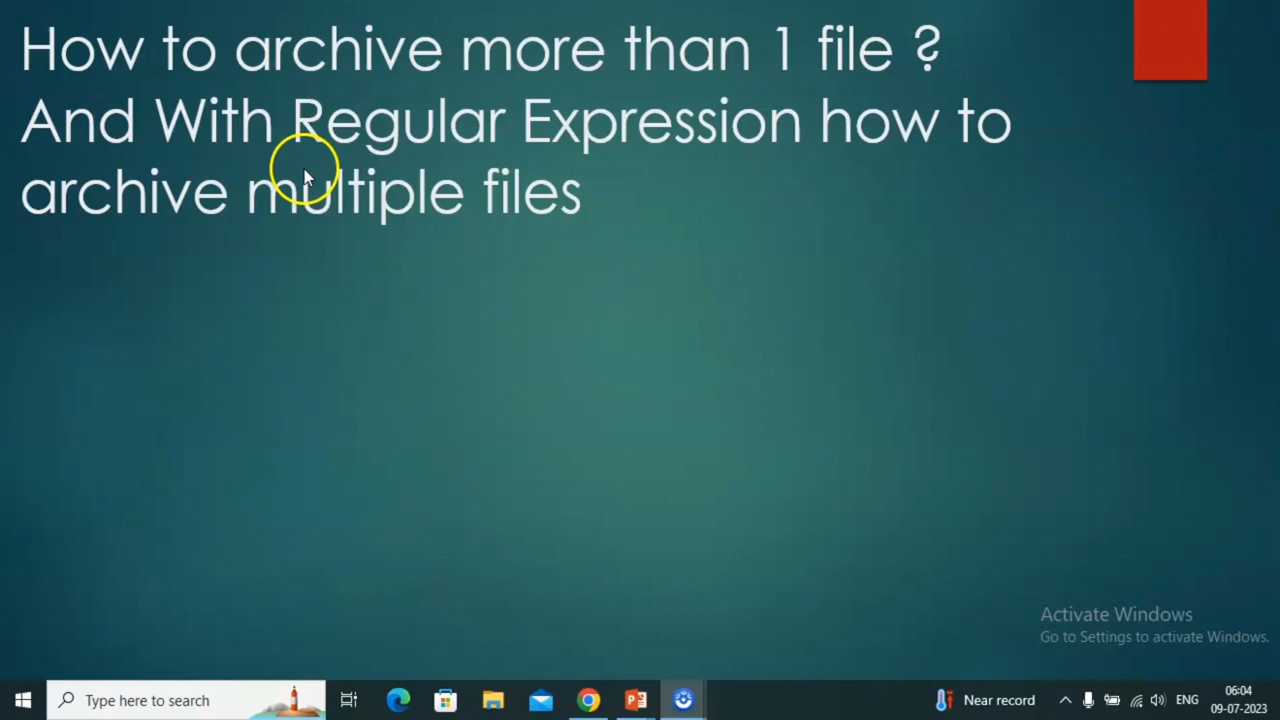 How to archive more than 1 file ?
And With Regular Expression how to
archive multiple files
Activate Windows
Go to Settings to activate Windows.
Type here to search
Near record
ENG
06:04
09-07-2023